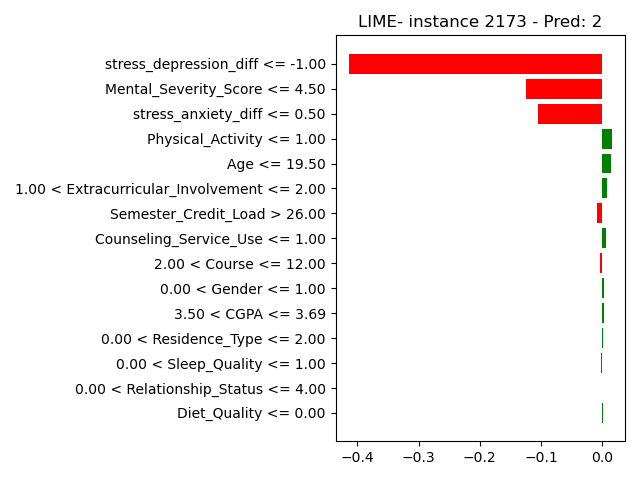 LIME- instance 2173 - Pred: 2
stress_depression_diff <= -1.00
Mental_Severity_Score <= 4.50
stress_anxiety_diff <= 0.50
Physical_Activity <= 1.00
Age <= 19.50
1.00 < Extracurricular_Involvement <= 2.00
Semester_Credit_Load > 26.00
Counseling_Service_Use <= 1.00
2.00 < Course <= 12.00
0.00 < Gender <= 1.00
3.50 < CGPA <= 3.69
0.00 < Residence_Type <= 2.00
0.00 < Sleep_Quality <= 1.00
0.00 < Relationship_Status <= 4.00
Diet_Quality <= 0.00
−0.4 −0.3 −0.2 −0.1 0.0